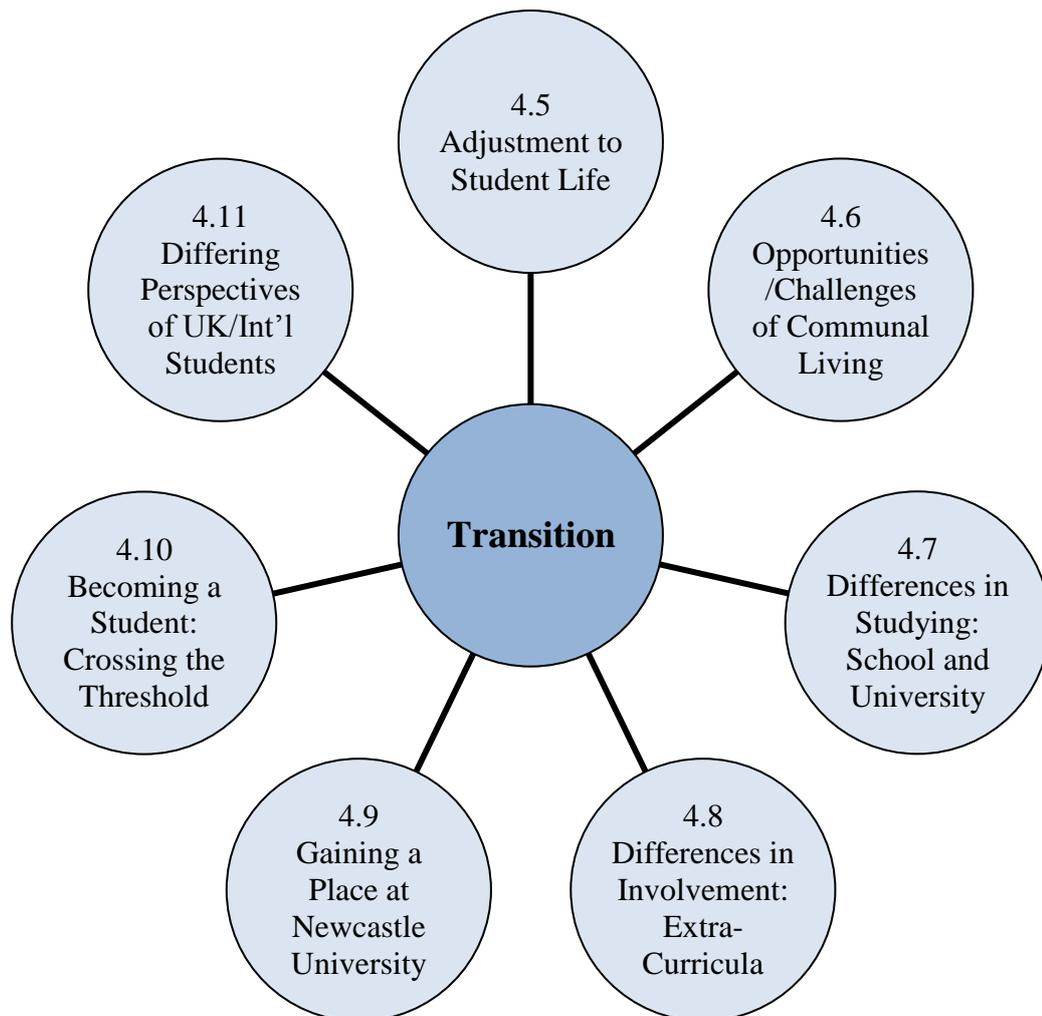 4.5
Adjustment to
Student Life
4.6
Opportunities
/Challenges
of Communal
Living
4.7
Differences in
Studying:
School and
University
4.8
Differences in
Involvement:
Extra-
Curricula
4.9
Gaining a
Place at
Newcastle
University
4.10
Becoming a
Student:
Crossing the
Threshold
4.11
Differing
Perspectives
of UK/Int’l
Students
Transition